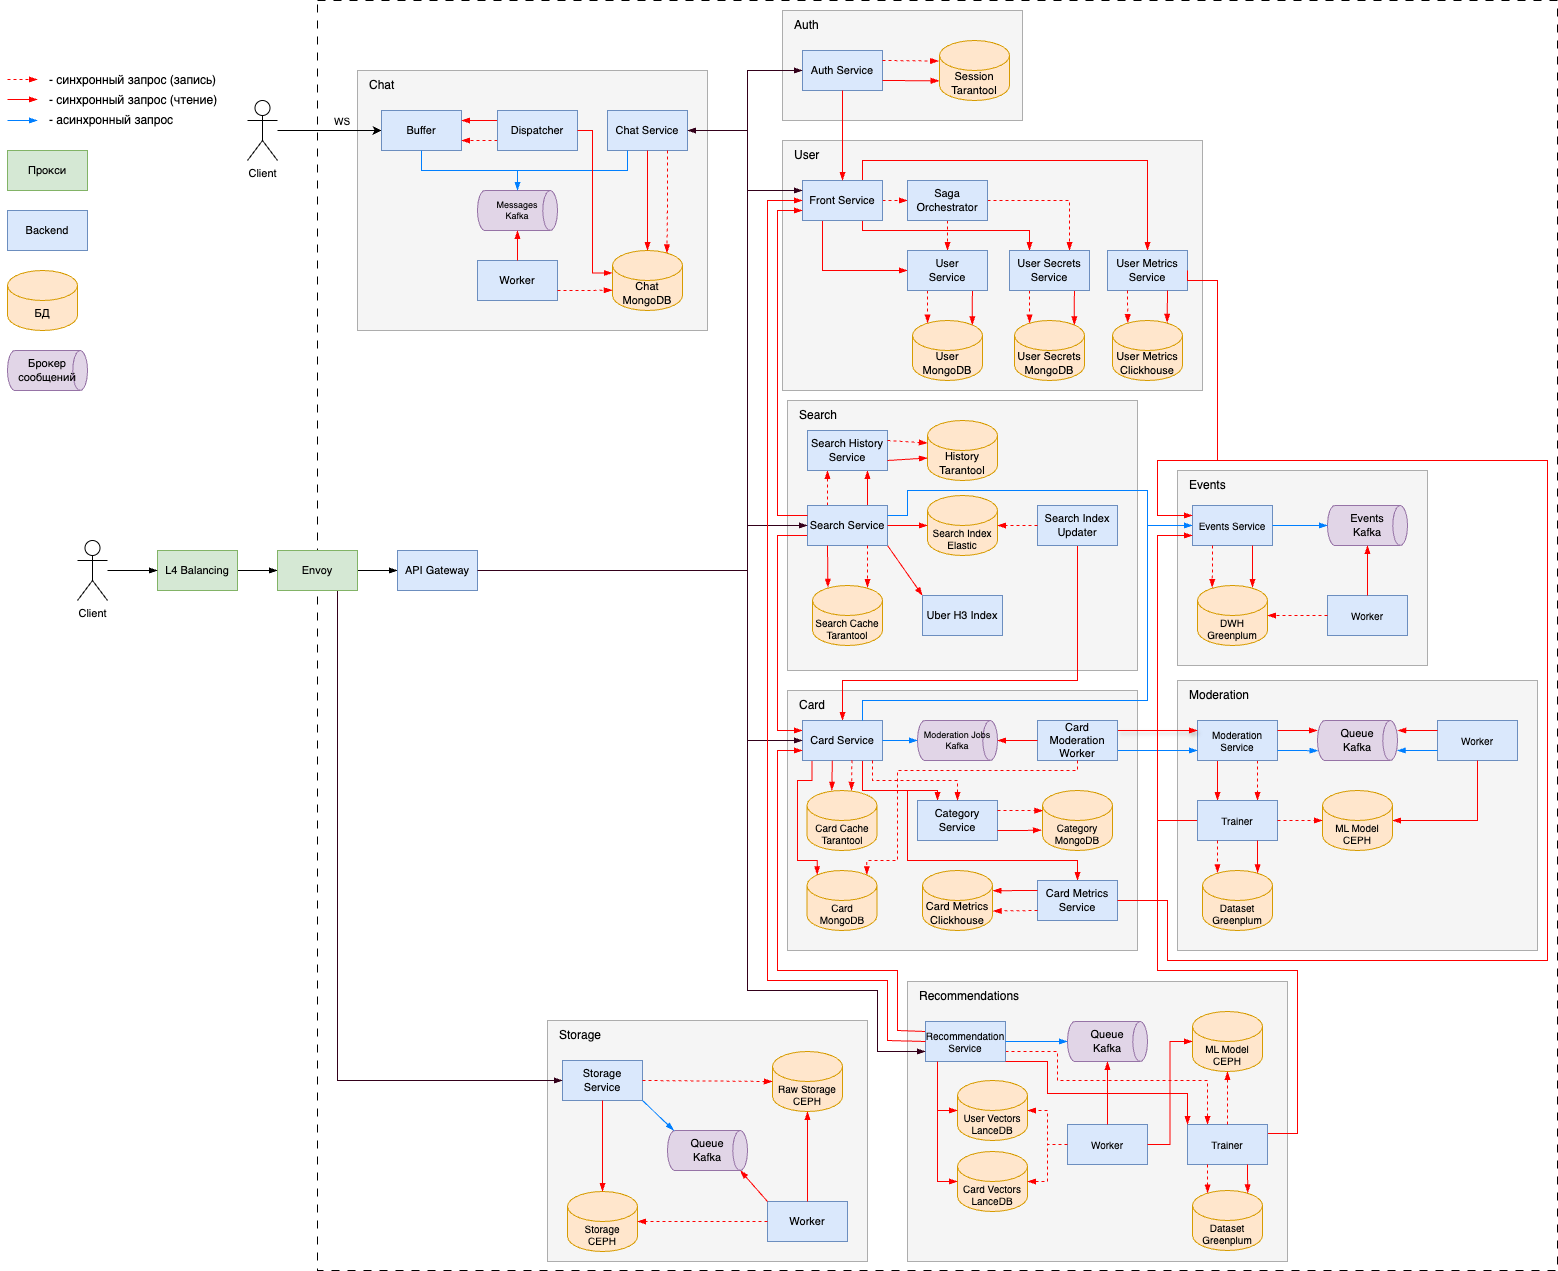 - синхронный запрос (запись)
- синхронный запрос (чтение)
- асинхронный запрос
Прокси
Backend
БД
Брокер
сообщений
Client
ws
Chat
Buffer
Dispatcher
Chat Service
Messages
Kafka
Worker
Chat
MongoDB
Auth
Auth Service
Session
Tarantool
User
Front Service
Saga
Orchestrator
User
Service
User Secrets
Service
User Metrics
Service
User
MongoDB
User Secrets
MongoDB
User Metrics
Clickhouse
Search
Search History
Service
History
Tarantool
Search Service
Search Index
Elastic
Search Index
Updater
Search Cache
Tarantool
Uber H3 Index
Events
Events Service
Events
Kafka
DWH
Greenplum
Worker
Client
L4 Balancing
Envoy
API Gateway
Card
Card Service
Moderation Jobs
Kafka
Card
Moderation
Worker
Card Cache
Tarantool
Category
Service
Category
MongoDB
Card
MongoDB
Card Metrics
Clickhouse
Card Metrics
Service
Moderation
Moderation
Service
Queue
Kafka
Worker
Trainer
ML Model
CEPH
Dataset
Greenplum
Storage
Storage
Service
Raw Storage
CEPH
Queue
Kafka
Storage
CEPH
Worker
Recommendations
Recommendation
Service
Queue
Kafka
ML Model
CEPH
User Vectors
LanceDB
Worker
Trainer
Card Vectors
LanceDB
Dataset
Greenplum